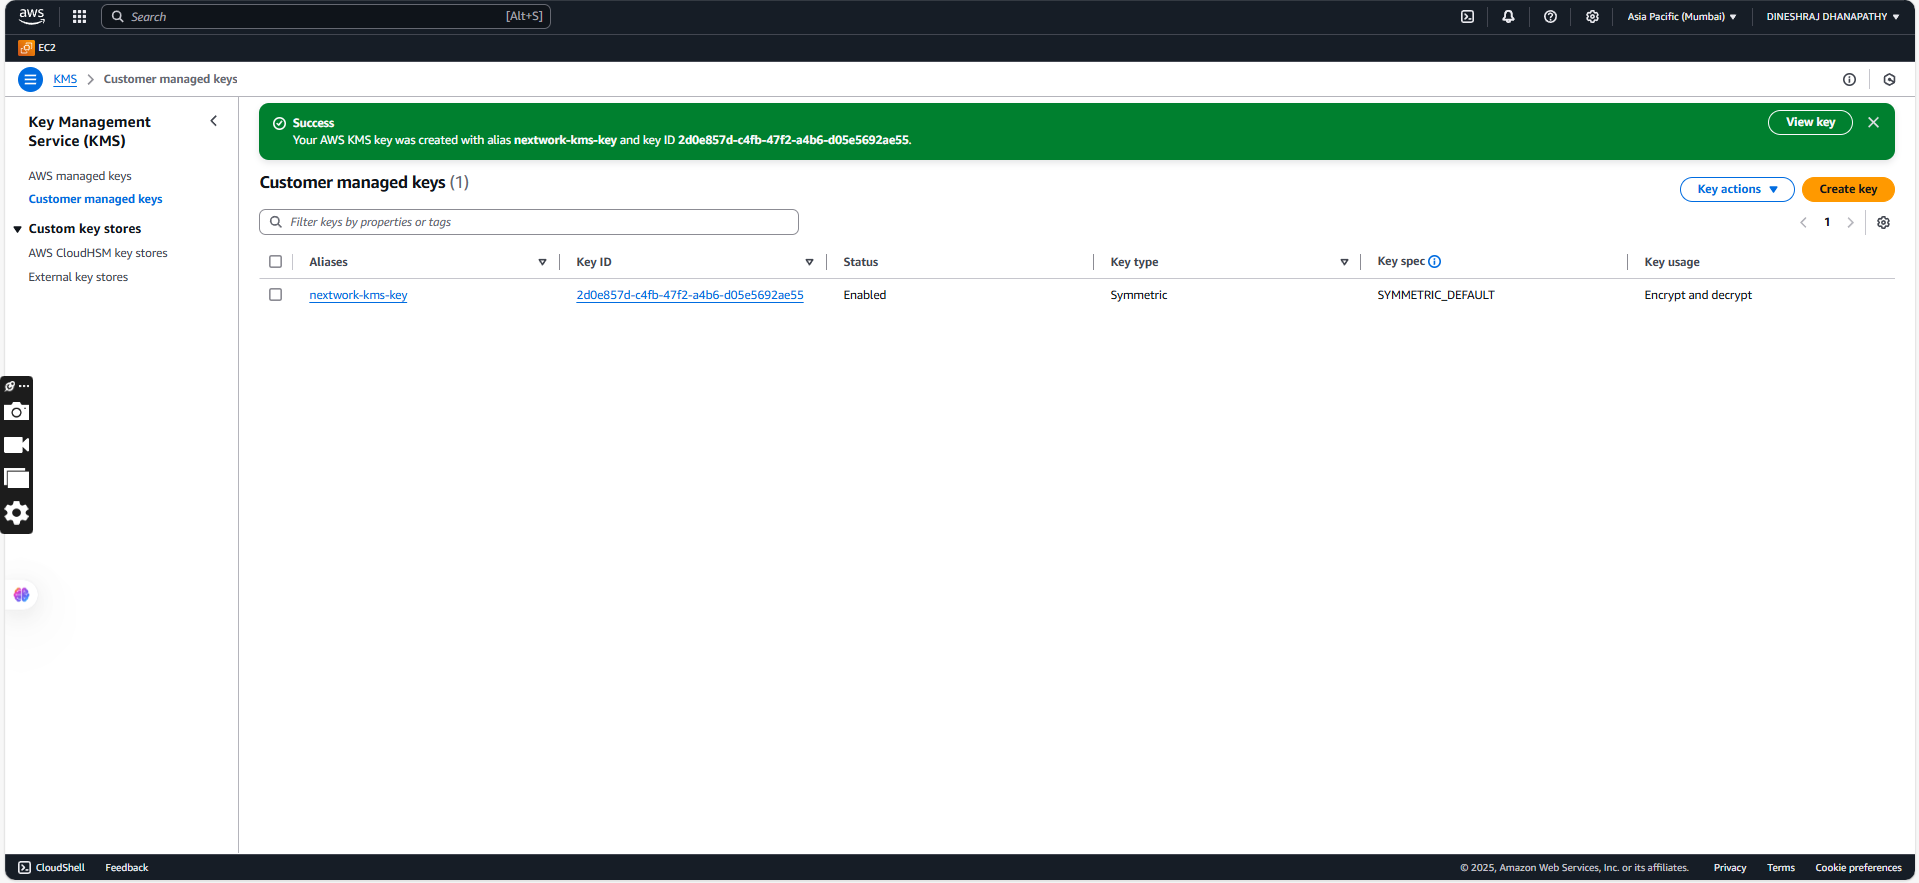 aws
Search [Alt+S]
Asia Pacific (Mumbai)
DINESHRAJ DHANAPATHY
EC2
KMS
Customer managed keys
Key Management
Service (KMS)
AWS managed keys
Customer managed keys
Custom key stores
AWS CloudHSM key stores
External key stores
Success
Your AWS KMS key was created with alias nextwork-kms-key and key ID 2d0e857d-c4fb-47f2-a4b6-d05e5692ae55.
View key
Customer managed keys (1)
Key actions
Create key
Filter keys by properties or tags
1
Aliases Key ID Status Key type Key spec Key usage
nextwork-kms-key 2d0e857d-c4fb-47f2-a4b6-d05e5692ae55 Enabled Symmetric SYMMETRIC_DEFAULT Encrypt and decrypt
CloudShell Feedback © 2025, Amazon Web Services, Inc. or its affiliates. Privacy Terms Cookie preferences